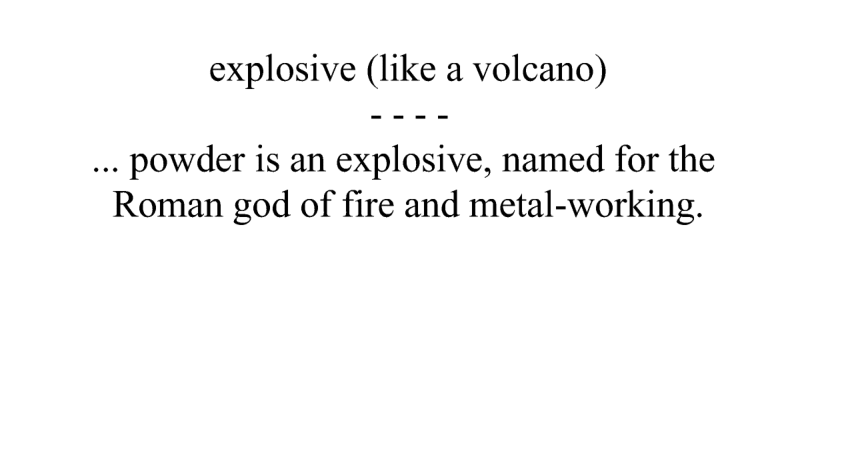 explosive (like a volcano)
- - - -
... powder is an explosive, named for the
Roman god of fire and metal-working.